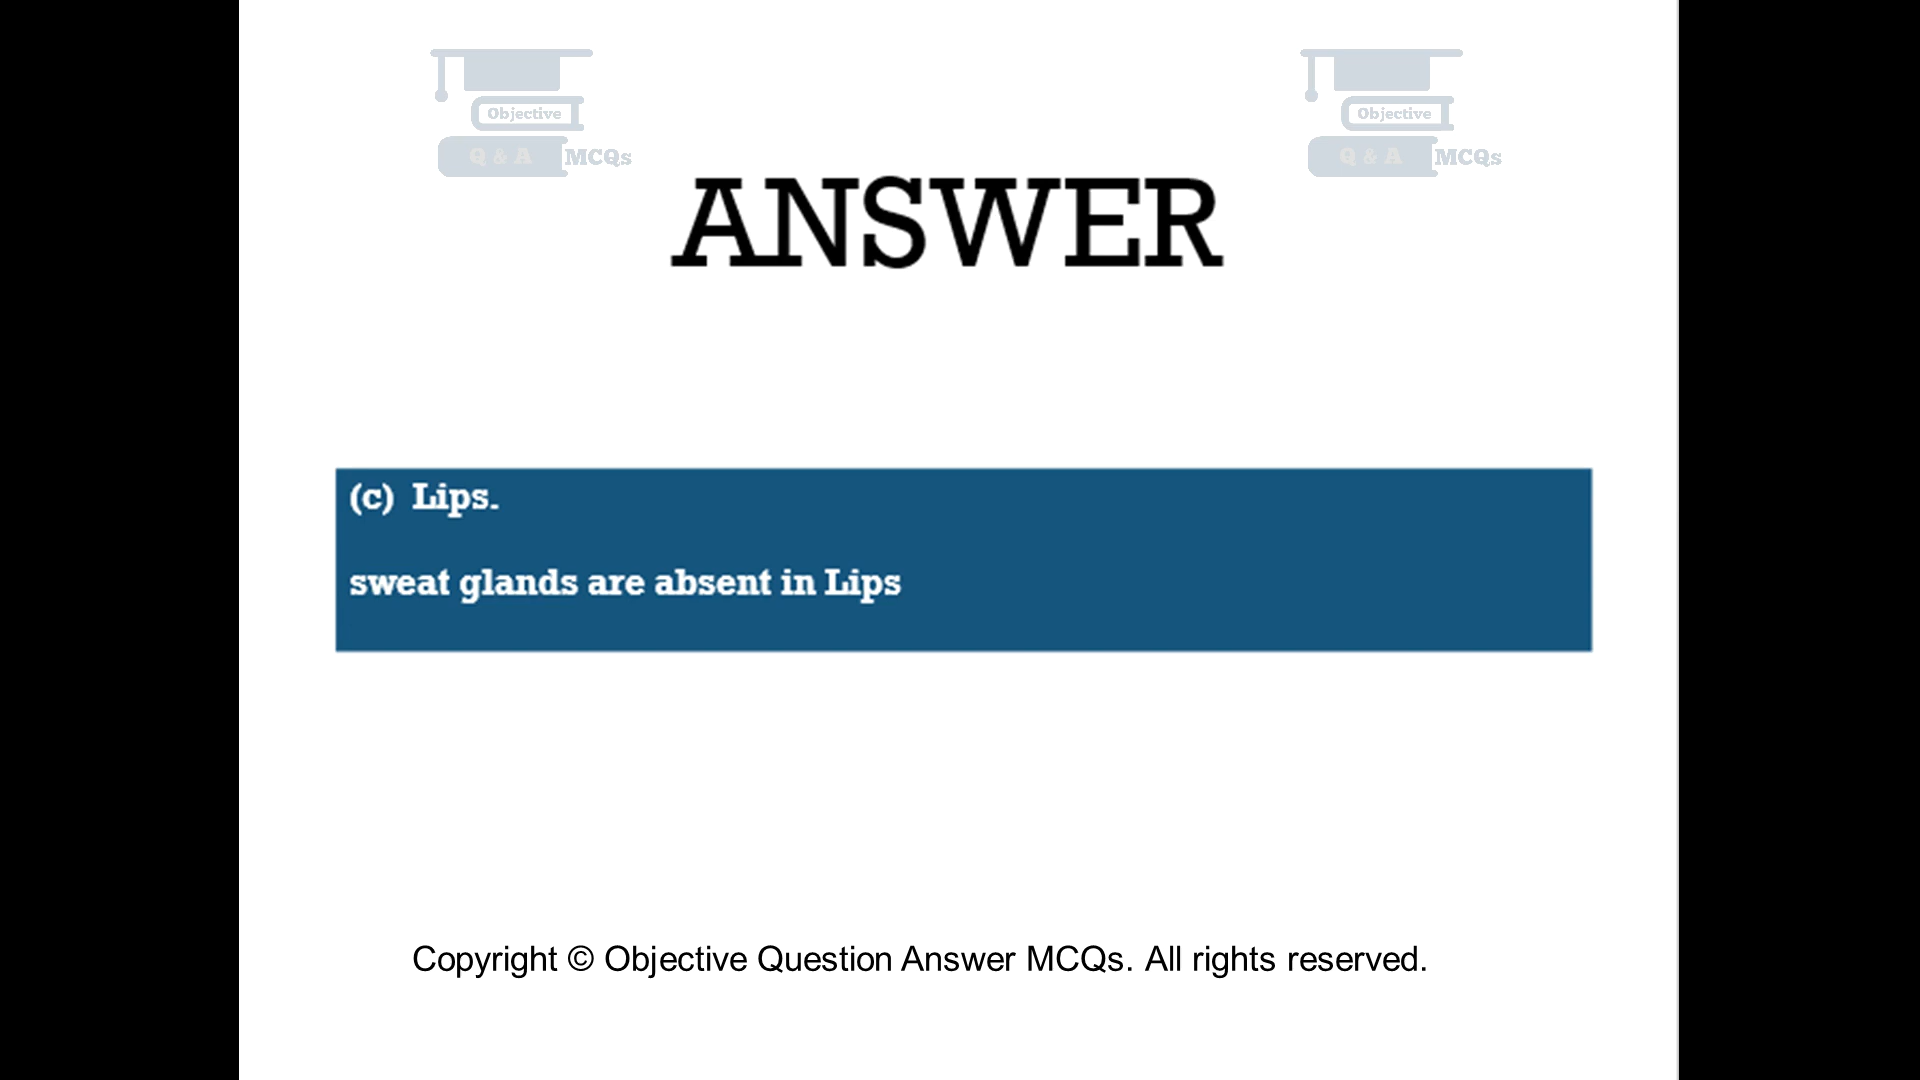 Objective
Q & A MCQs
Objective
Q & A MCQs
ANSWER
(c) Lips.
sweat glands are absent in Lips
Copyright © Objective Question Answer MCQs. All rights reserved.